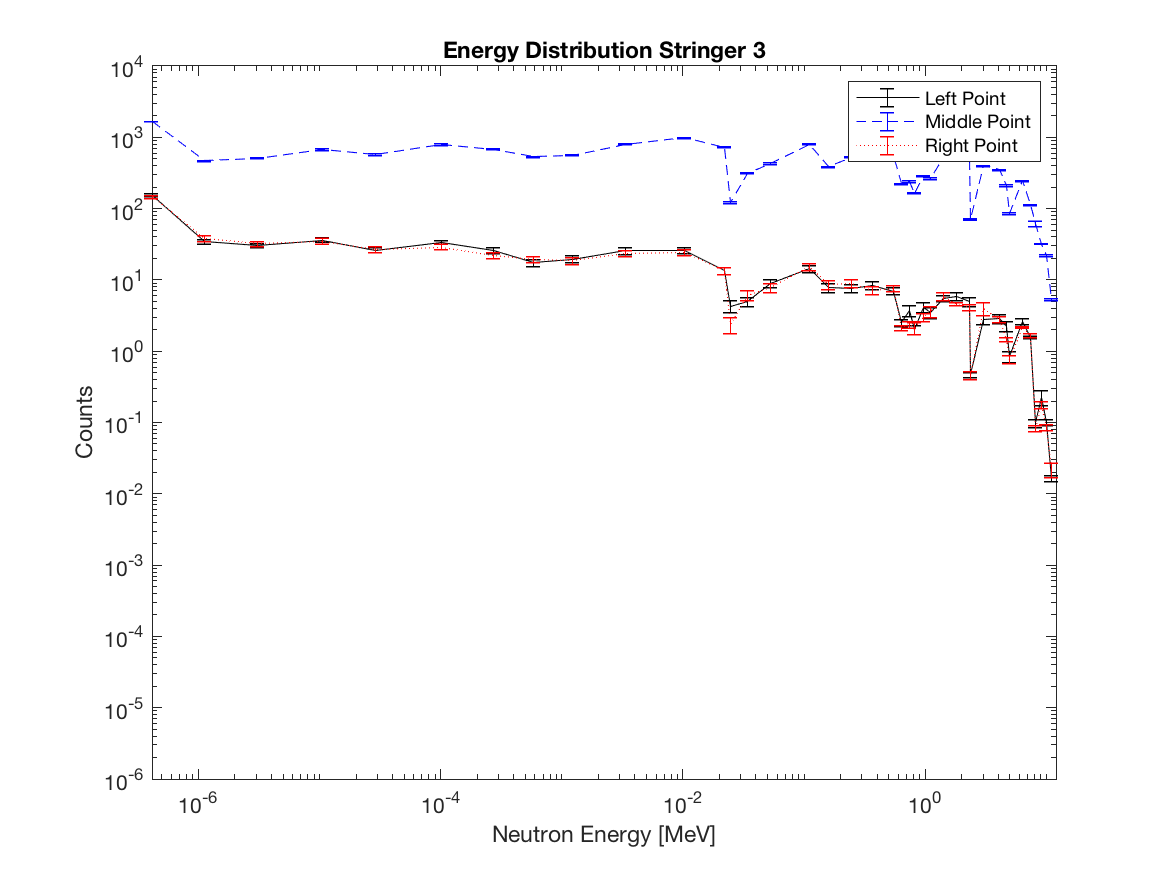 Energy Distribution Stringer 3
10^4
10^3
10^2
10^1
10^0
10^-1
10^-2
10^-3
10^-4
10^-5
10^-6
Counts
Left Point
Middle Point
Right Point
10^-6
10^-4
10^-2
10^0
Neutron Energy [MeV]